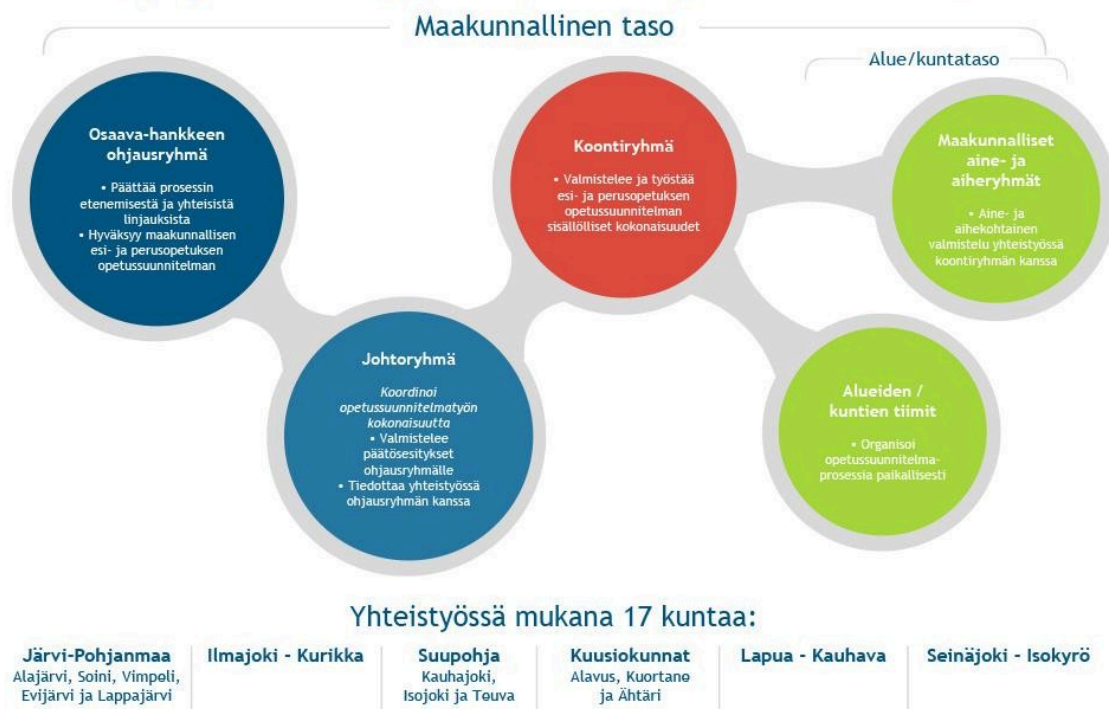 Maakunnallinen taso
Alue/kuntataso
Osaava-hankkeen
ohjausryhmä
• Päättää prosessin
etenemisestä ja yhteisistä
linjauksista
• Hyväksyy maakunnallisen
esi- ja perusopetuksen
opetussuunnitelman
Johtoryhmä
Koordinoi
opetussuunnitelmatyön
kokonaisuutta
• Valmistelee
päätösesitykset
ohjausryhmälle
• Tiedottaa yhteistyössä
ohjausryhmän kanssa
Koontiryhmä
• Valmistelee ja työstää
esi- ja perusopetuksen
opetussuunnitelman
sisällölliset kokonaisuudet
Maakunnalliset
aine- ja
aiheryhmät
• Aine- ja
aihekohtainen
valmistelu yhteistyössä
koontiryhmän kanssa
Alueiden /
kuntien tiimit
• Organisoi
opetussuunnitelma-
prosessia paikallisesti
Yhteistyössä mukana 17 kuntaa:
Järvi-Pohjanmaa
Alajärvi, Soini, Vimpeli,
Evijärvi ja Lappajärvi
Ilmajoki - Kurikka
Suupohja
Kauhajoki,
Isojoki ja Teuva
Kuusiokunnat
Alavus, Kuortane
ja Ähtäri
Lapua - Kauhava
Seinäjoki - Isokyrö